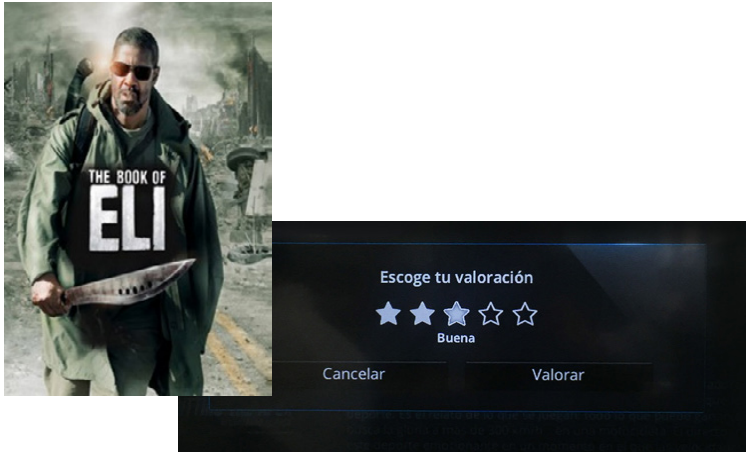 THE BOOK OF
ELI
Escoge tu valoración
Buena
Cancelar
Valorar